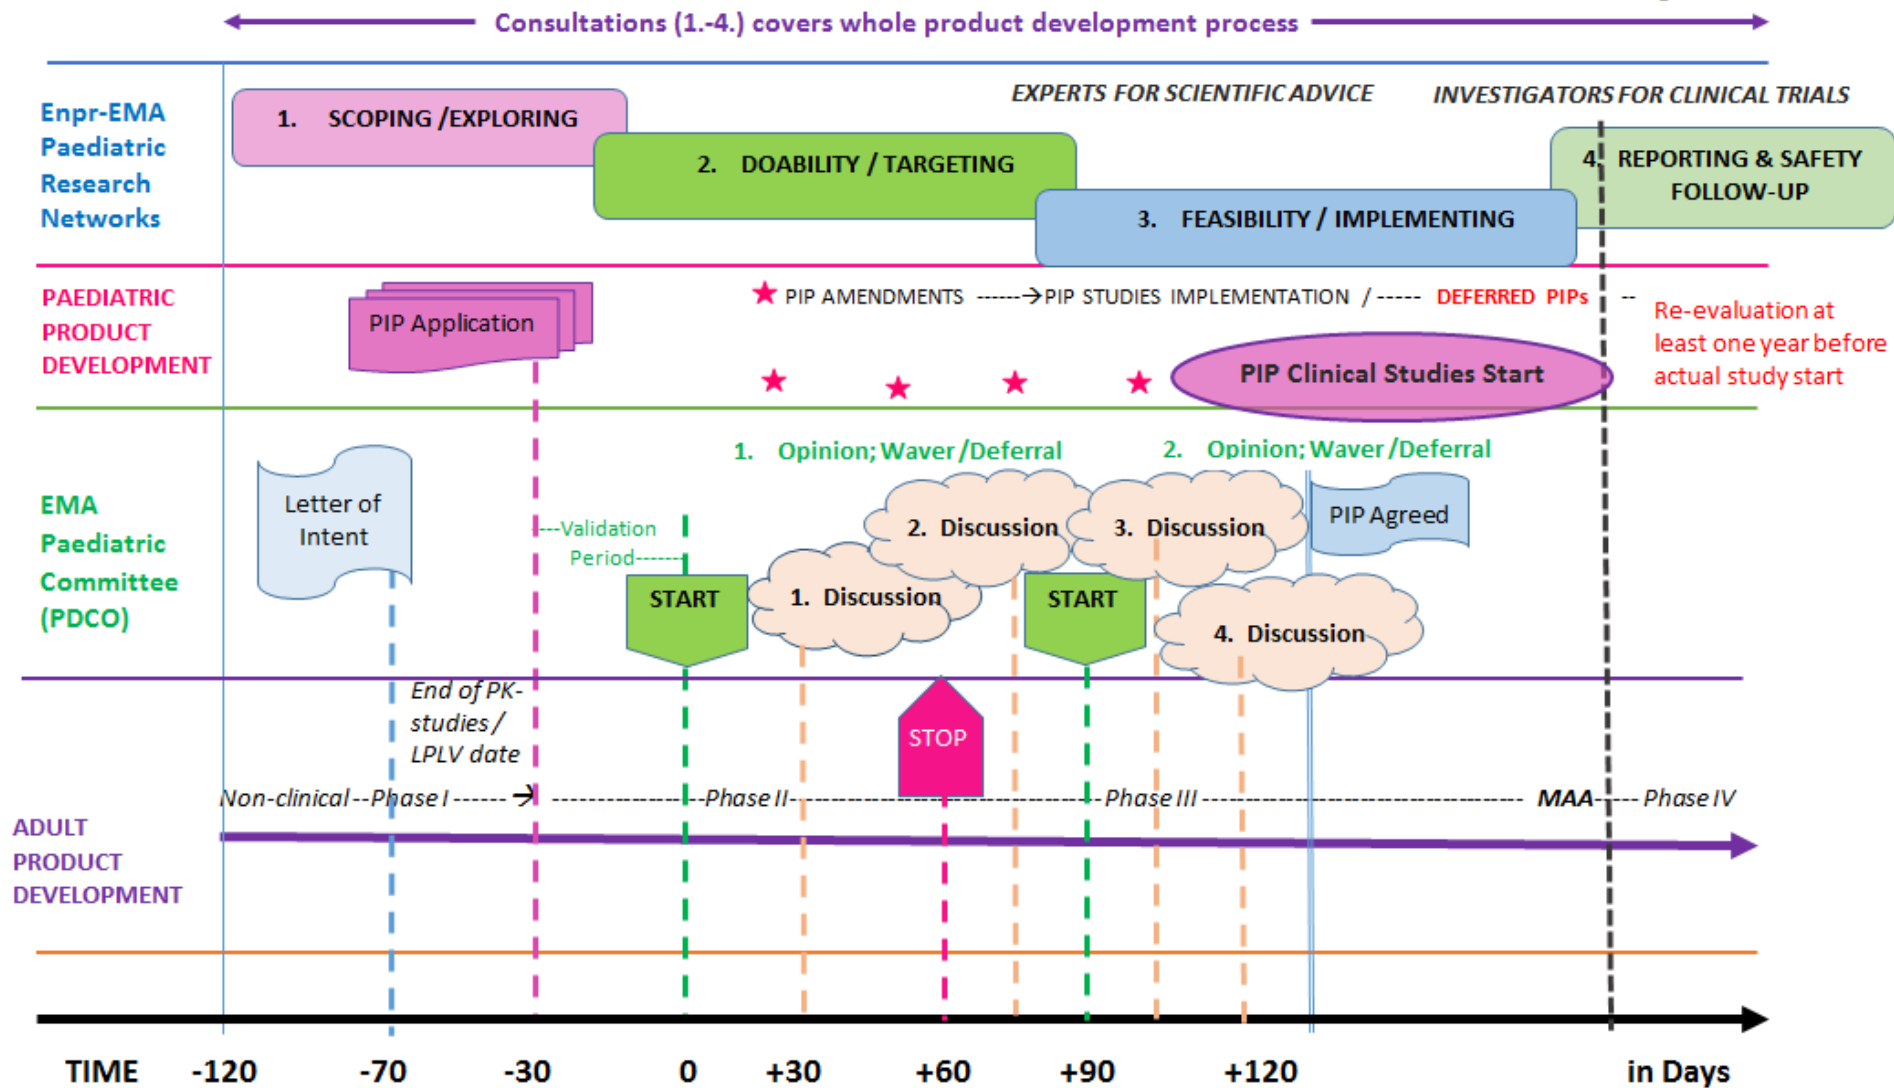 Consultations (1.-4.) covers whole product development process
EXPERTS FOR SCIENTIFIC ADVICE
INVESTIGATORS FOR CLINICAL TRIALS
Enpr-EMA
Paediatric
Research
Networks
1. SCOPING /EXPLORING
2. DOABILITY / TARGETING
3. FEASIBILITY / IMPLEMENTING
4. REPORTING & SAFETY
FOLLOW-UP
PAEDIATRIC
PRODUCT
DEVELOPMENT
PIP Application
PIP AMENDMENTS ------→PIP STUDIES IMPLEMENTATION / ----- DEFERRED PIPs --
Re-evaluation at
least one year before
actual study start
PIP Clinical Studies Start
1. Opinion; Waver /Deferral
2. Opinion; Waver /Deferral
EMA
Paediatric
Committee
(PDCO)
Letter of
Intent
----Validation
Period------
START
1. Discussion
2. Discussion
START
3. Discussion
4. Discussion
PIP Agreed
End of PK-
studies /
LPLV date
STOP
Non-clinical --Phase I ------→ -----------------Phase II-----------------------------------Phase III------------------------------------- MAA----- Phase IV
ADULT
PRODUCT
DEVELOPMENT
TIME -120 -70 -30 0 +30 +60 +90 +120 in Days